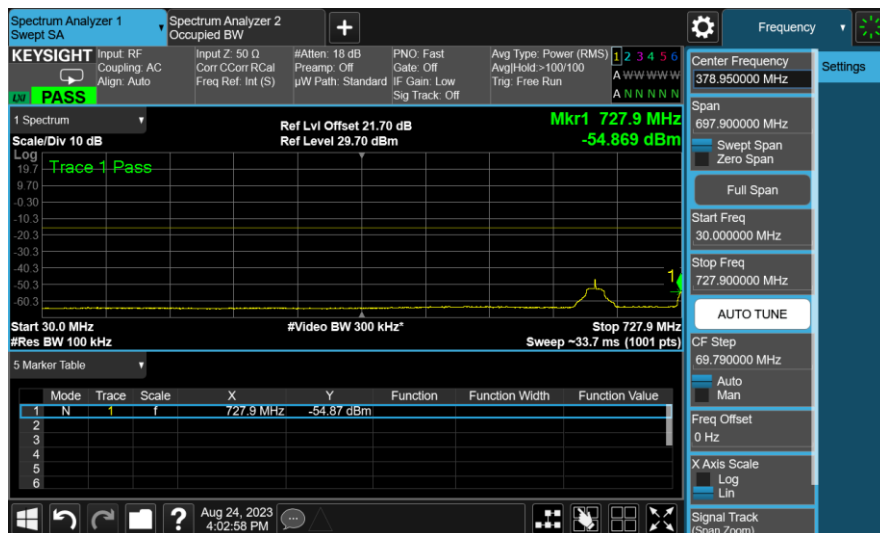 Spectrum Analyzer 1
Swept SA
Spectrum Analyzer 2
Occupied BW
+
Frequency
KEYSIGHT
LXI
PASS
Input: RF
Coupling: AC
Align: Auto
Input Z: 50 Ω
Corr CCorr RCal
Freq Ref: Int (S)
#Atten: 18 dB
Preamp: Off
µW Path: Standard
PNO: Fast
Gate: Off
IF Gain: Low
Sig Track: Off
Avg Type: Power (RMS)
Avg|Hold:>100/100
Trig: Free Run
1 2 3 4 5 6
A W W W W W
A N N N N N
1 Spectrum
Scale/Div 10 dB
Log
Ref Lvl Offset 21.70 dB
Ref Level 29.70 dBm
Mkr1 727.9 MHz
-54.869 dBm
Trace 1 Pass
19.7
9.70
-0.30
-10.3
-20.3
-30.3
-40.3
-50.3
-60.3
1
Start 30.0 MHz
#Res BW 100 kHz
#Video BW 300 kHz*
Stop 727.9 MHz
Sweep ~33.7 ms (1001 pts)
5 Marker Table
Mode Trace Scale X Y Function Function Width Function Value
1 N 1 f 727.9 MHz -54.87 dBm
2
3
4
5
6
?
Aug 24, 2023
4:02:58 PM
Center Frequency
378.950000 MHz
Settings
Span
697.900000 MHz
Swept Span
Zero Span
Full Span
Start Freq
30.000000 MHz
Stop Freq
727.900000 MHz
AUTO TUNE
CF Step
69.790000 MHz
Auto
Man
Freq Offset
0 Hz
X Axis Scale
Log
Lin
Signal Track
(Span Zoom)